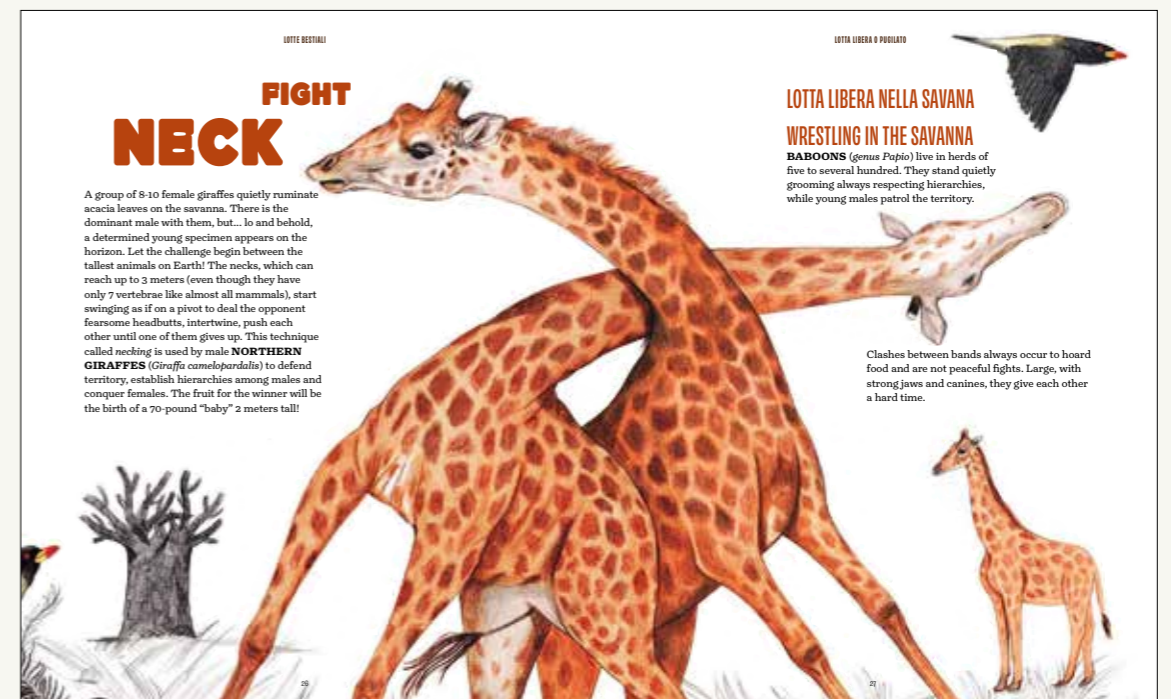 LOTTE BESTIALI
FIGHT
NECK
A group of 8-10 female giraffes quietly ruminate
acacia leaves on the savanna. There is the
dominant male with them, but... lo and behold,
a determined young specimen appears on the
horizon. Let the challenge begin between the
tallest animals on Earth! The necks, which can
reach up to 3 meters (even though they have
only 7 vertebrae like almost all mammals), start
swinging as if on a pivot to deal the opponent
fearsome headbutts, intertwine, push each
other until one of them gives up. This technique
called necking is used by male NORTHERN
GIRAFFES (Giraffa camelopardalis) to defend
territory, establish hierarchies among males and
conquer females. The fruit for the winner will be
the birth of a 70-pound “baby” 2 meters tall!
26
LOTTA LIBERA O PUGILATO
LOTTA LIBERA NELLA SAVANA
WRESTLING IN THE SAVANNA
BABOONS (genus Papio) live in herds of
five to several hundred. They stand quietly
grooming always respecting hierarchies,
while young males patrol the territory.
Clashes between bands always occur to hoard
food and are not peaceful fights. Large, with
strong jaws and canines, they give each other
a hard time.
27